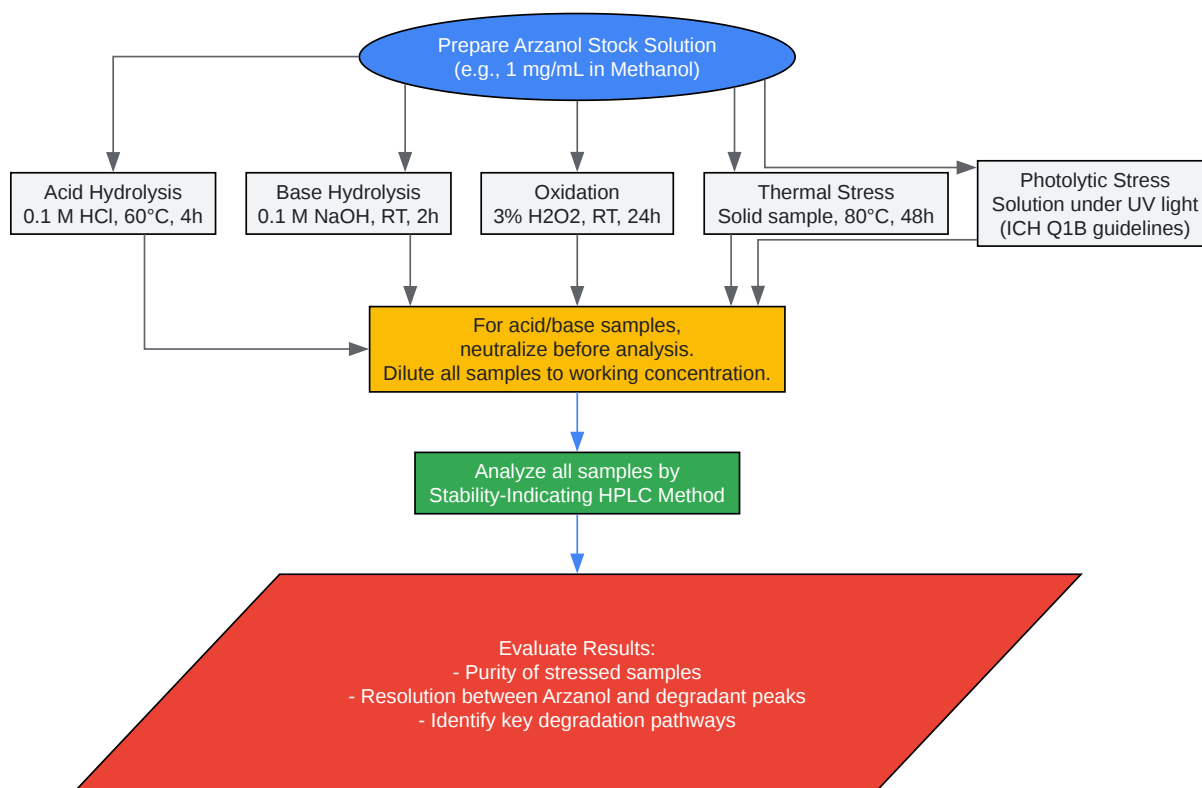 Prepare Arzanol Stock Solution
(e.g., 1 mg/mL in Methanol)
Acid Hydrolysis
0.1 M HCl, 60°C, 4h
Base Hydrolysis
0.1 M NaOH, RT, 2h
Oxidation
3% H2O2, RT, 24h
Thermal Stress
Solid sample, 80°C, 48h
Photolytic Stress
Solution under UV light
(ICH Q1B guidelines)
For acid/base samples,
neutralize before analysis.
Dilute all samples to working concentration.
Analyze all samples by
Stability-Indicating HPLC Method
Evaluate Results:
- Purity of stressed samples
- Resolution between Arzanol and degradant peaks
- Identify key degradation pathways